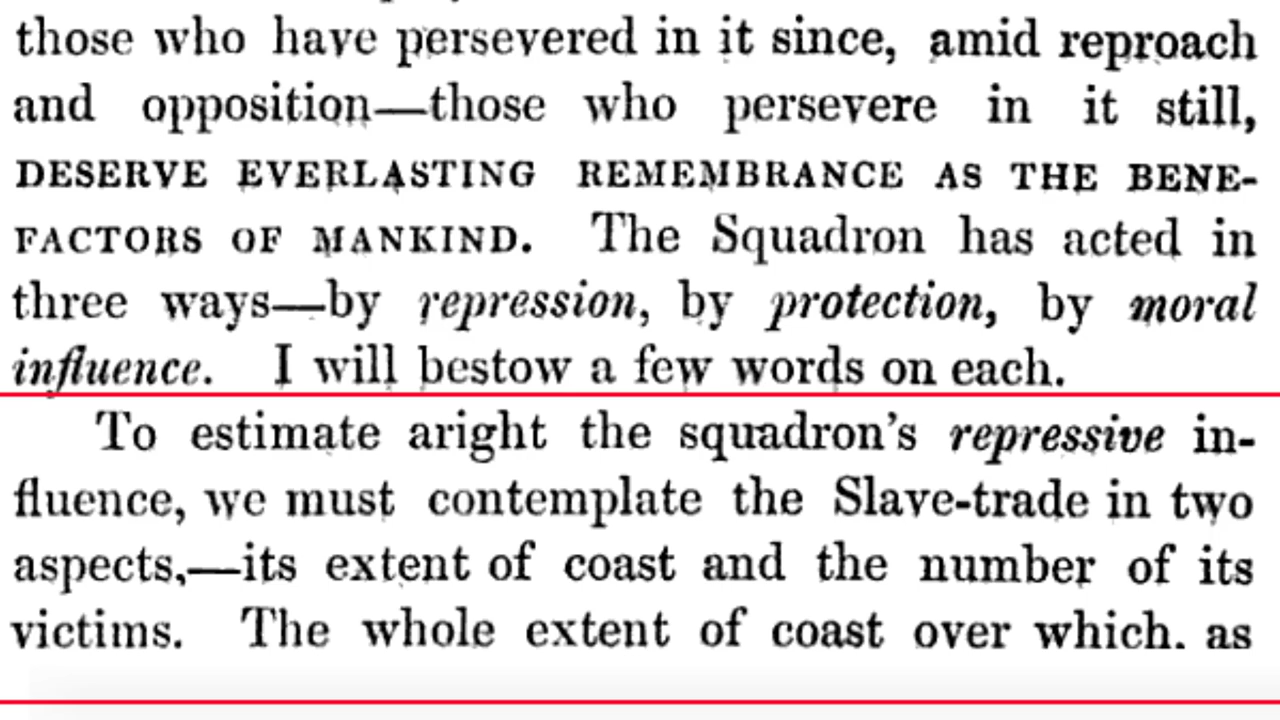 those who have persevered in it since, amid reproach
and opposition—those who persevere in it still,
DESERVE EVERLASTING REMEMBRANCE AS THE BENE-
FACTORS OF MANKIND. The Squadron has acted in
three ways—by repression, by protection, by moral
influence. I will bestow a few words on each.
To estimate aright the squadron's repressive in-
fluence, we must contemplate the Slave-trade in two
aspects,—its extent of coast and the number of its
victims. The whole extent of coast over which, as